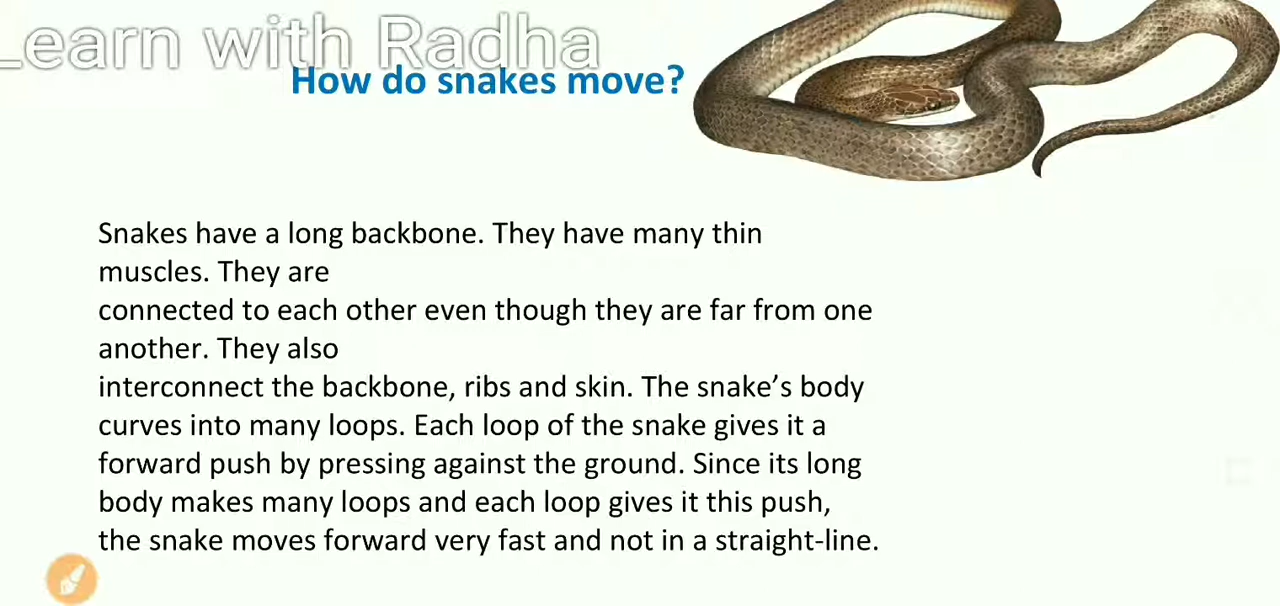 Learn with Radha
How do snakes move?
Snakes have a long backbone. They have many thin
muscles. They are
connected to each other even though they are far from one
another. They also
interconnect the backbone, ribs and skin. The snake’s body
curves into many loops. Each loop of the snake gives it a
forward push by pressing against the ground. Since its long
body makes many loops and each loop gives it this push,
the snake moves forward very fast and not in a straight-line.